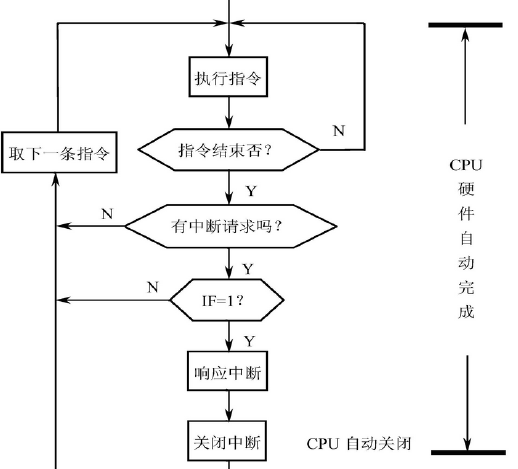 执行指令
N
取下一条指令
指令结束否？
Y
CPU
硬
件
自
动
完
成
N
有中断请求吗？
Y
N
IF=1？
Y
响应中断
关闭中断
CPU 自动关闭